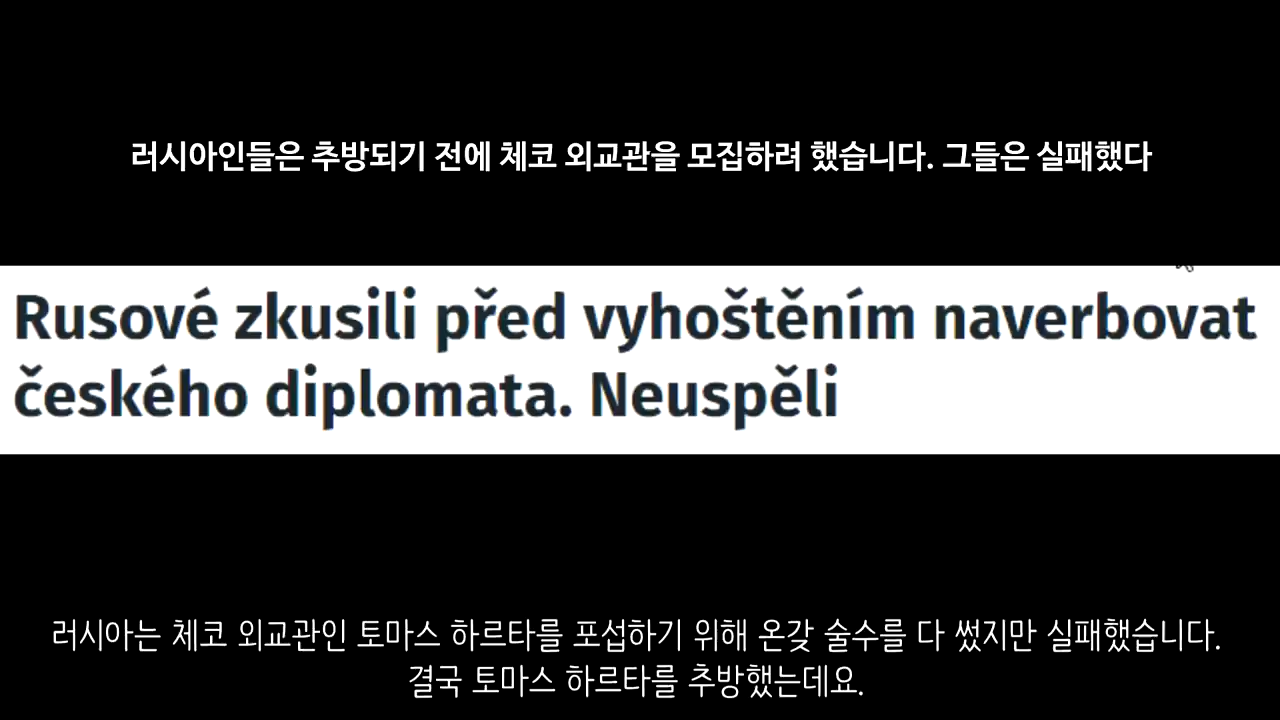 러시아인들은 추방되기 전에 체코 외교관을 모집하려 했습니다. 그들은 실패했다
Rusové zkusili před vyhoštěním naverbovat
českého diplomata. Neuspěli
러시아는 체코 외교관인 토마스 하르타를 포섭하기 위해 온갖 술수를 다 썼지만 실패했습니다.
결국 토마스 하르타를 추방했는데요.